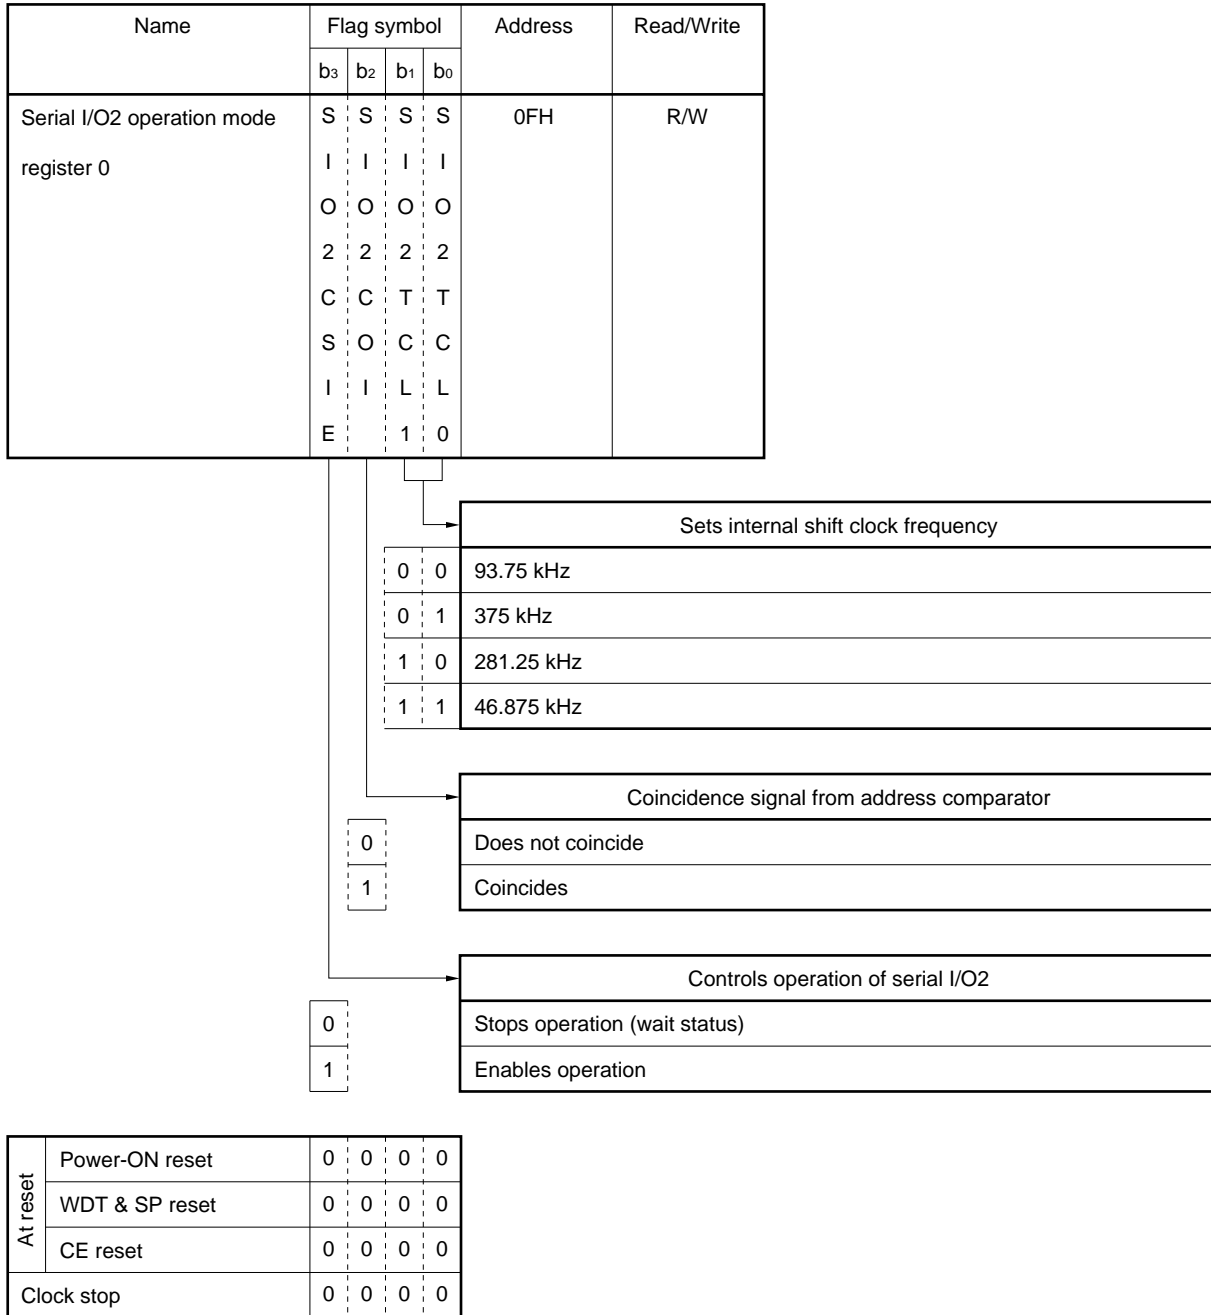 Name Flag symbol Address Read/Write
b3 b2 b1 b0
Serial I/O2 operation mode S S S S 0FH R/W
register 0 I I I I
O O O O
2 2 2 2
C C T T
S O C C
I I L L
E 1 0
Sets internal shift clock frequency
0 0 93.75 kHz
0 1 375 kHz
1 0 281.25 kHz
1 1 46.875 kHz
Coincidence signal from address comparator
0 Does not coincide
1 Coincides
Controls operation of serial I/O2
0 Stops operation (wait status)
1 Enables operation
At reset
Power-ON reset 0 0 0 0
WDT & SP reset 0 0 0 0
CE reset 0 0 0 0
Clock stop 0 0 0 0